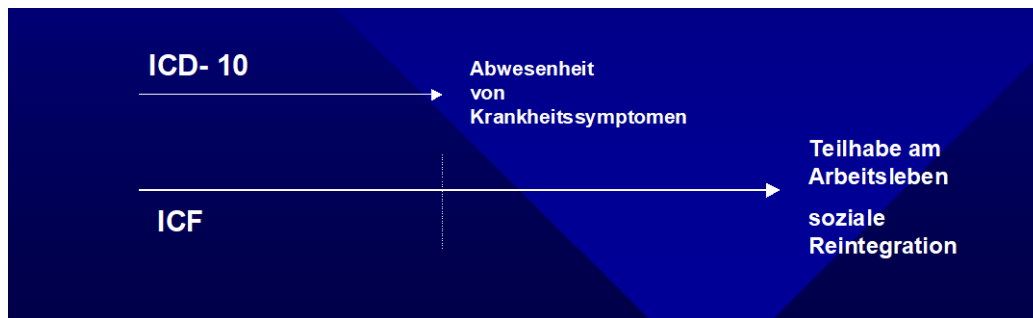 ICD- 10
Abwesenheit
von
Krankheitssymptomen
Teilhabe am
Arbeitsleben
ICF
soziale
Reintegration